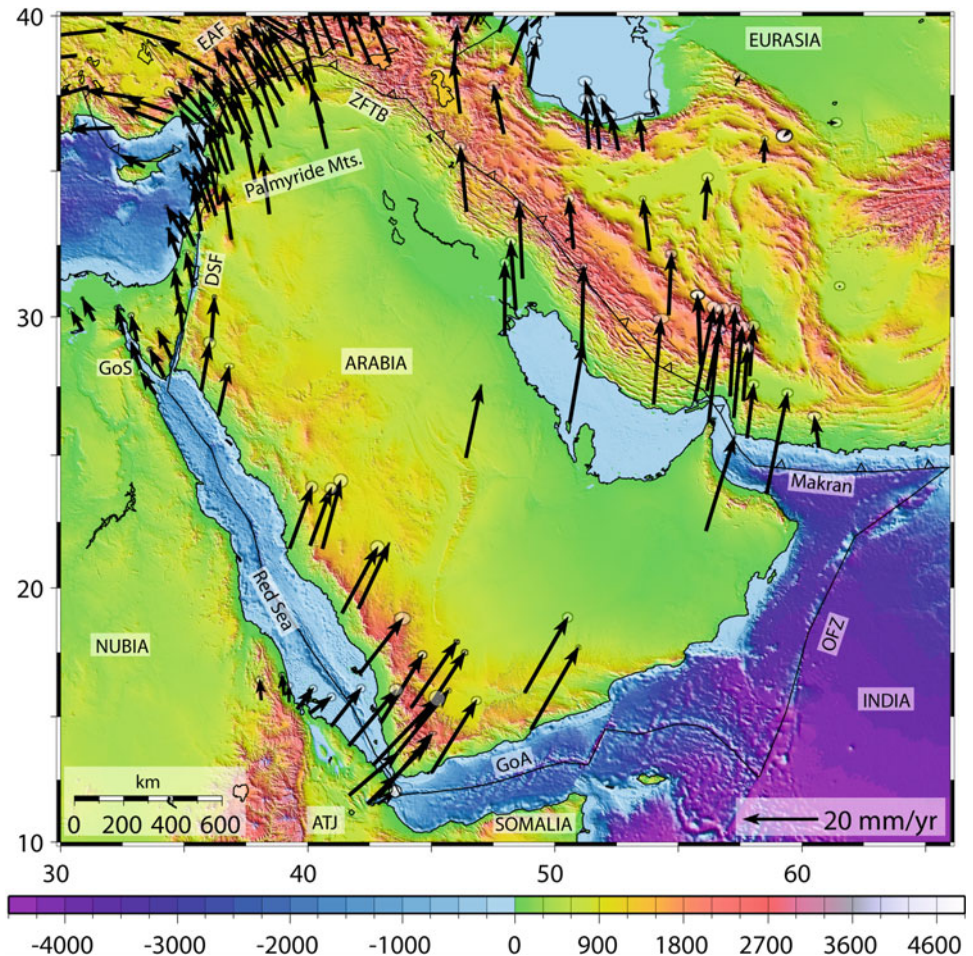 40
EAF
EURASIA
ZFTB
Palmyride Mts.
DSF
30
GoS
ARABIA
Makran
20
Red Sea
OFZ
NUBIA
INDIA
GoA
km
0 200 400 600
ATJ
SOMALIA
20 mm/yr
10
30 40 50 60
-4000 -3000 -2000 -1000 0 900 1800 2700 3600 4600